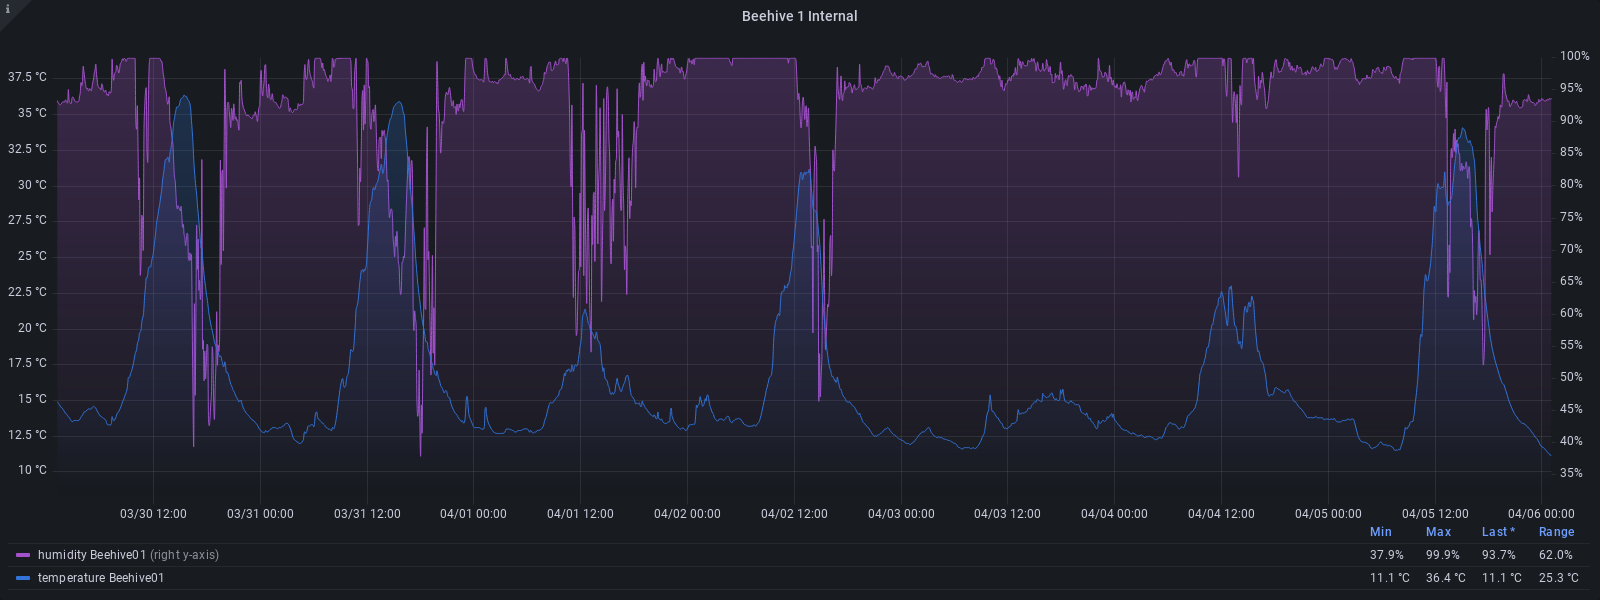 i
Beehive 1 Internal
37.5 °C
35 °C
32.5 °C
30 °C
27.5 °C
25 °C
22.5 °C
20 °C
17.5 °C
15 °C
12.5 °C
10 °C
100%
95%
90%
85%
80%
75%
70%
65%
60%
55%
50%
45%
40%
35%
03/30 12:00 03/31 00:00 03/31 12:00 04/01 00:00 04/01 12:00 04/02 00:00 04/02 12:00 04/03 00:00 04/03 12:00 04/04 00:00 04/04 12:00 04/05 00:00 04/05 12:00 04/06 00:00
Min Max Last * Range
humidity Beehive01 (right y-axis) 37.9% 99.9% 93.7% 62.0%
temperature Beehive01 11.1 °C 36.4 °C 11.1 °C 25.3 °C